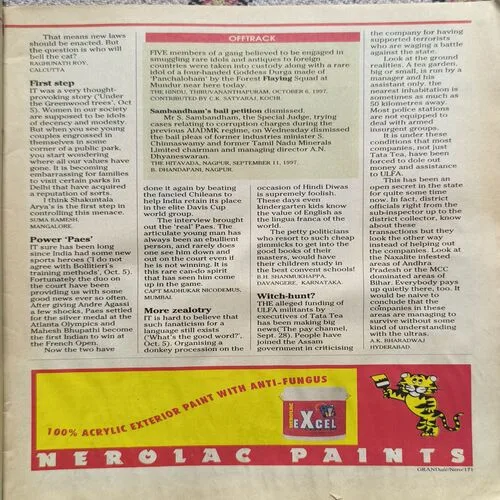 That means new laws
should be enacted. But the
question is who will
bell the cat?
RAGHUNATH ROY,
CALCUTTA
First step
IT was a very thought-
provoking story ('Under
the Greenwood trees', Oct
5). Women in our society
are supposed to be idols
of decency and modesty.
But when you see young
couples engrossed in
themselves in some
corner of a public park,
you start wondering
where all our values have
gone. It is becoming
embarrassing for families
to visit certain parks in
Delhi that have acquired
a reputation of sorts.
I think Shakuntala
Arya's is the first step in
controlling this menace.
SUMA KAMESH,
MANGALORE.
Power 'Paes'
IT sure has been long
since India had some new
sports heroes ('I do not
agree with Bollitieri's
training methods', Oct. 5).
Fortunately the duo on
the court have been
providing us with some
good news ever so often.
After giving Andre Agassi
a few shocks, Paes settled
for the silver medal at the
Atlanta Olympics and
Mahesh Bhupathi become
the first Indian to win at
the French Open.
Now the two have
OFFTRACK
FIVE members of a gang believed to be engaged in
smuggling rare idols and antiques to foreign
countries were taken into custody along with a rare
idol of a four-handed Goddess Durga made of
'Panchaloham' by the Forest Flaying Squad at
Mundur near here today.
THE HINDU, THIRUVANANTHAPURAM, OCTOBER 6, 1997.
CONTRIBUTED BY C.K. SATYARAJ, KOCHI
Sambandham's bail petition dismissed.
Mr S. Sambandham, the Special Judge, trying
cases relating to corruption charges during the
previous AIADMK regime, on Wednesday dismissed
the bail pleas of former industries minister S.
Chinnaswamy and former Tamil Nadu Minerals
Limited chairman and managing director A.N.
Dhyaneswaran.
THE HITAVADA, NAGPUR, SEPTEMBER 11, 1997.
B. DHANDAPANI, NAGPUR.
done it again by beating
the fancied Chileans to
help India retain its place
in the elite Davis Cup
world group.
The interview brought
out the 'real' Paes. The
articulate young man has
always been an ebullient
person, and rarely does
one see him down and
out on the court even if
he is not winning. It is
this rare can-do spirit
that has seen him come
up in the game.
CAPT MADHUKAR NICODEMUS,
MUMBAI.
More zealotry
IT is hard to believe that
such fanaticism for a
language still exists
('What's the good word?',
Oct. 5). Organising a
donkey procession on the
occasion of Hindi Diwas
is supremely foolish.
These days even
kindergarten kids know
the value of English as
the lingua franca of the
world.
The petty politicians
who resort to such cheap
gimmicks to get into the
good books of their
masters, would have
their children study in
the best convent schools!
B.H. SHANMUKHAPPA,
DAVANGERE, KARNATAKA
Witch-hunt?
THE alleged funding of
ULFA militants by
executives of Tata Tea
has been making big
news('The pay channel',
Sept. 28). People have
joined the Assam
government in criticising
the company for having
supported terrorists
who are waging a battle
against the state.
Look at the ground
realities. A tea garden,
big or small, is run by a
manager and his
assistant only, the
nearest inhabitation is
sometimes as much as
50 kilometres away.
Most police stations
are not equipped to
deal with armed
insurgent groups.
It is under these
conditions that most
companies, not just
Tata Tea, have been
forced to dole out
money and assistance
to ULFA.
This has been an
open secret in the state
for quite some time
now. In fact, district
officials right from the
sub-inspector up to the
district collector, know
about these
transactions but they
look the other way
instead of helping out
the companies. Look at
the Naxalite infested
areas of Andhra
Pradesh or the MCC
dominated areas of
Bihar. Everybody pays
up quietly there, too. It
would be naive to
conclude that the
companies in these
areas are managing to
survive without some
kind of understanding
with the ultras.
A.K. BHARADWAJ
HYDERABAD.
100% ACRYLIC EXTERIOR PAINT WITH ANTI-FUNGUS
NEROLAC
EXCEL
NEROLAC PAINTS